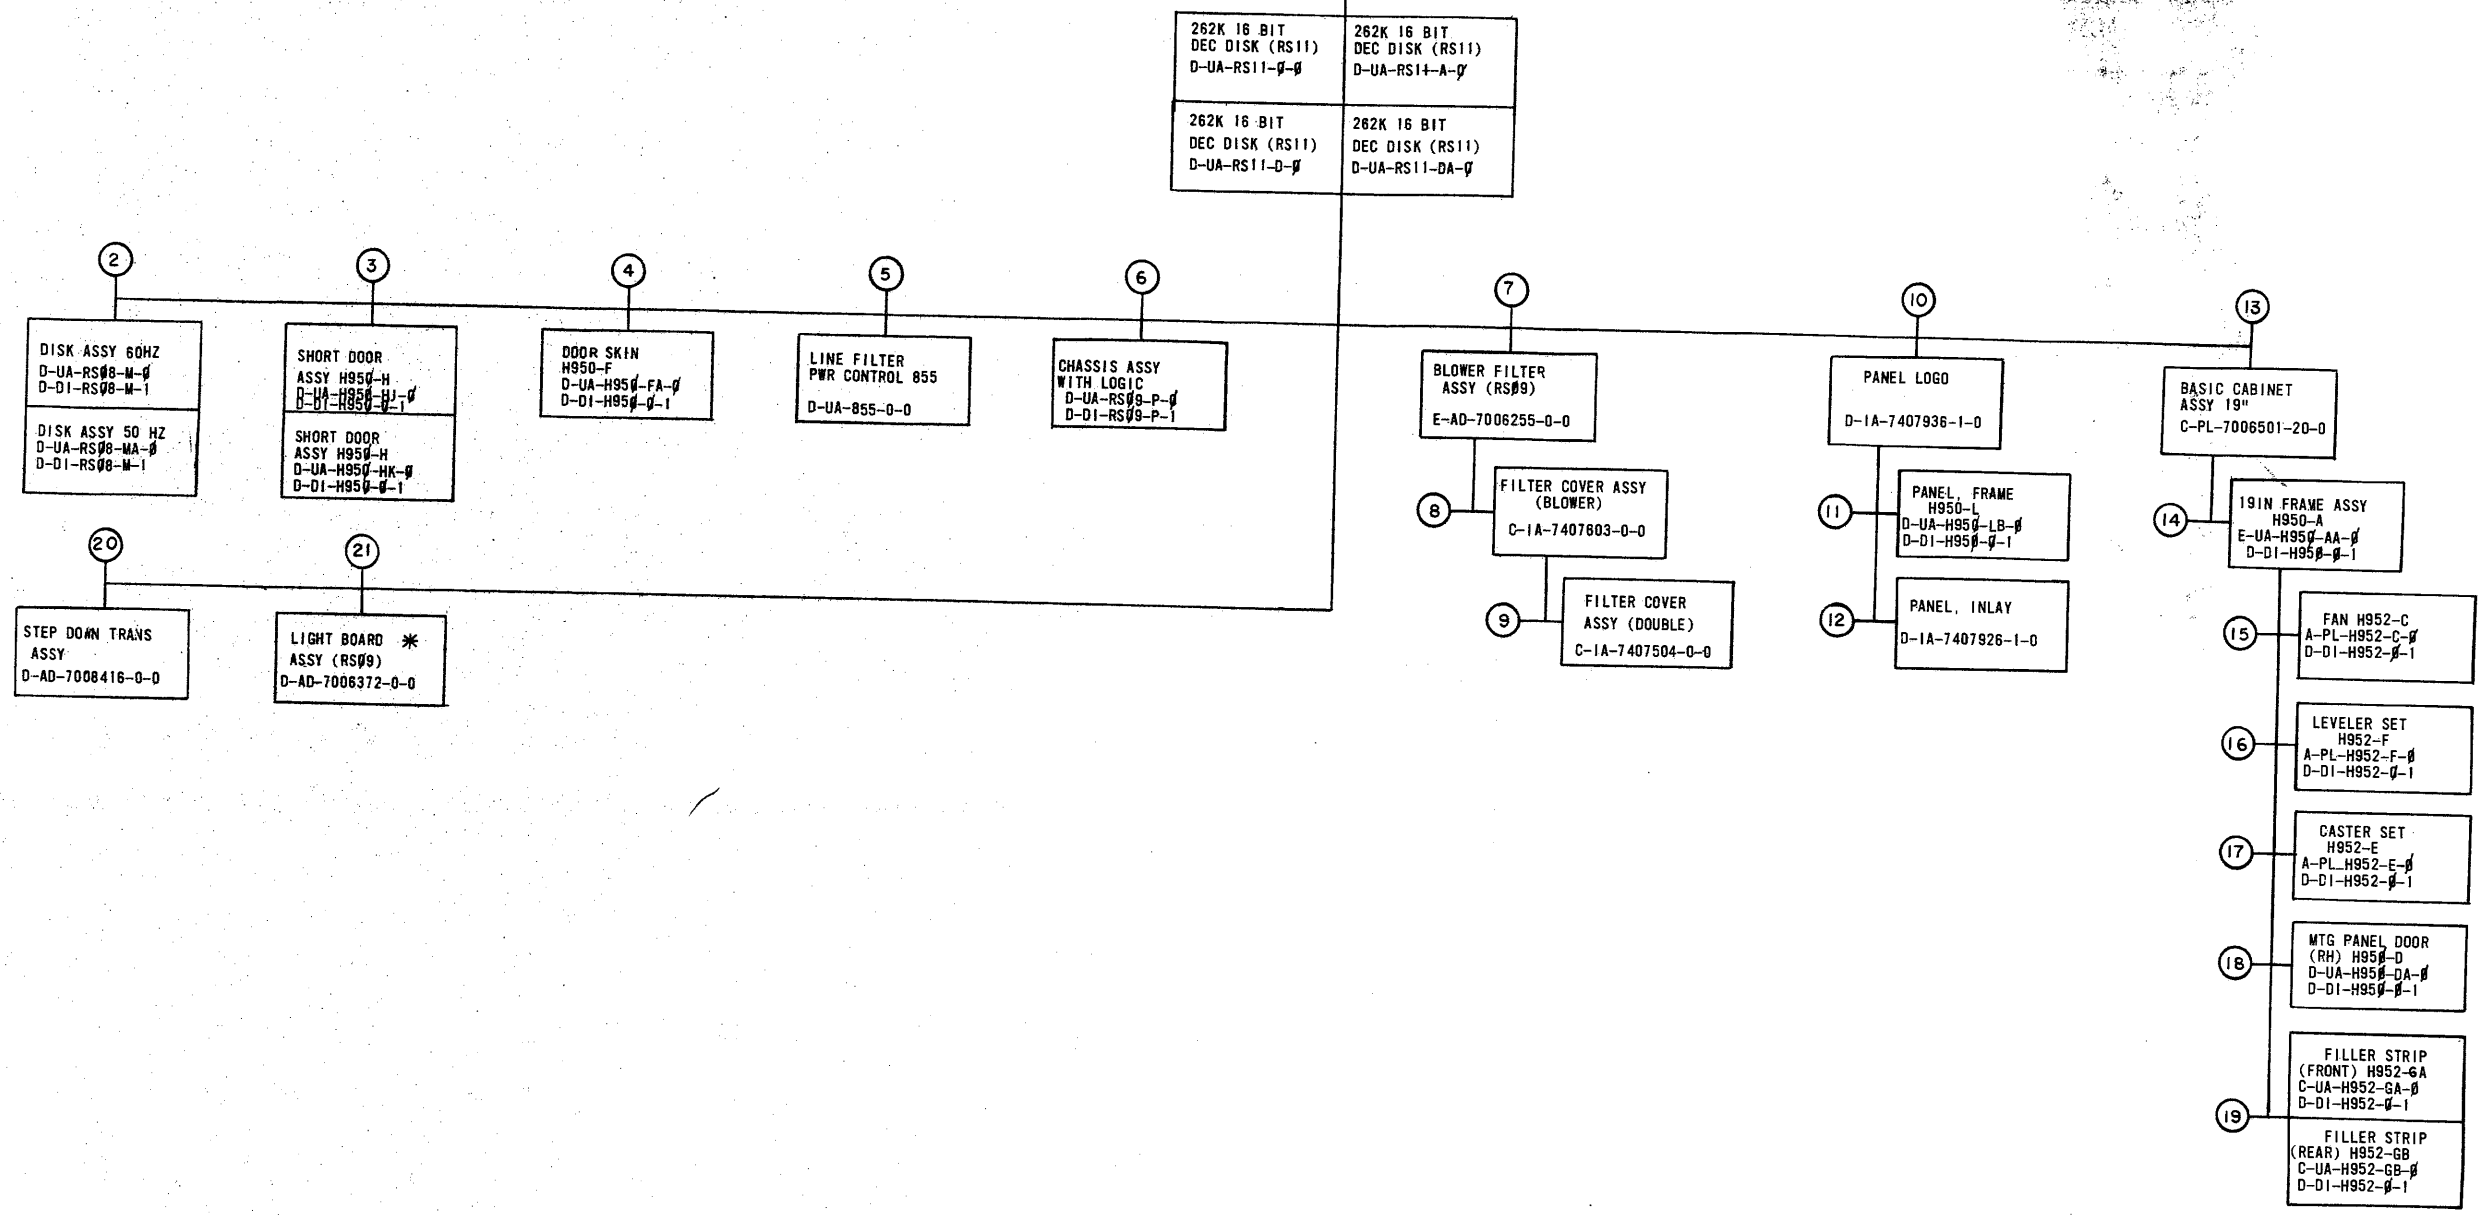 262K 16 BIT
DEC DISK (RS11)
D-UA-RS11-Ø-Ø
262K 16 BIT
DEC DISK (RS11)
D-UA-RS11-A-Ø
262K 16 BIT
DEC DISK (RS11)
D-UA-RS11-D-Ø
262K 16 BIT
DEC DISK (RS11)
D-UA-RS11-DA-Ø
2
DISK ASSY 60HZ
D-UA-RSØ8-M-Ø
D-DI-RSØ8-M-1
DISK ASSY 50 HZ
D-UA-RSØ8-MA-Ø
D-DI-RSØ8-M-1
3
SHORT DOOR
ASSY H95Ø-H
D-UA-H95Ø-HJ-Ø
D-DI-H95Ø-Ø-1
SHORT DOOR
ASSY H95Ø-H
D-UA-H95Ø-HK-Ø
D-DI-H95Ø-Ø-1
4
DOOR SKIN
H950-F
D-UA-H95Ø-FA-Ø
D-DI-H95Ø-Ø-1
5
LINE FILTER
PWR CONTROL 855
D-UA-855-0-0
6
CHASSIS ASSY
WITH LOGIC
D-UA-RSØ9-P-Ø
D-DI-RSØ9-P-1
7
BLOWER FILTER
ASSY (RSØ9)
E-AD-7006255-0-0
8
FILTER COVER ASSY
(BLOWER)
C-IA-7407603-0-0
9
FILTER COVER
ASSY (DOUBLE)
C-IA-7407504-0-0
10
PANEL LOGO
D-IA-7407936-1-0
11
PANEL, FRAME
H950-L
D-UA-H95Ø-LB-Ø
D-DI-H95Ø-Ø-1
12
PANEL, INLAY
D-IA-7407926-1-0
13
BASIC CABINET
ASSY 19"
C-PL-7006501-20-0
14
19IN FRAME ASSY
H950-A
E-UA-H95Ø-AA-Ø
D-DI-H95Ø-Ø-1
15
FAN H952-C
A-PL-H952-C-Ø
D-DI-H952-Ø-1
16
LEVELER SET
H952-F
A-PL-H952-F-Ø
D-DI-H952-Ø-1
17
CASTER SET
H952-E
A-PL_H952-E-Ø
D-DI-H952-Ø-1
18
MTG PANEL DOOR
(RH) H95Ø-D
D-UA-H95Ø-DA-Ø
D-DI-H95Ø-Ø-1
19
FILLER STRIP
(FRONT) H952-GA
C-UA-H952-GA-Ø
D-DI-H952-Ø-1
FILLER STRIP
(REAR) H952-GB
C-UA-H952-GB-Ø
D-DI-H952-Ø-1
20
STEP DOWN TRANS
ASSY
D-AD-7008416-0-0
21
LIGHT BOARD *
ASSY (RSØ9)
D-AD-7006372-0-0